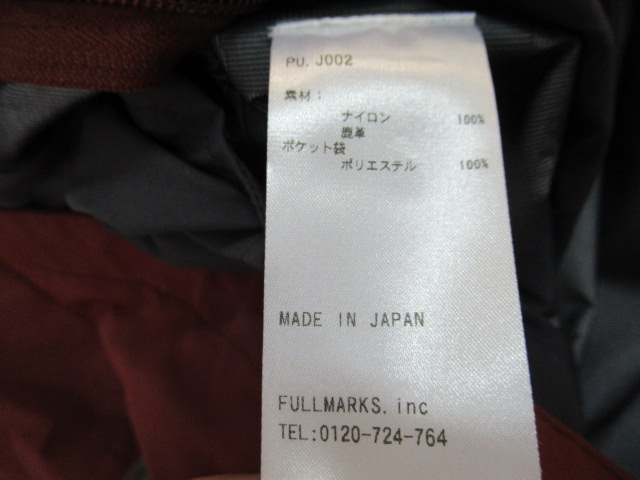 PU. J002
素材：
ナイロン 100%
鹿革
ポケット袋
ポリエステル 100%
MADE IN JAPAN
FULLMARKS. inc
TEL:0120-724-764